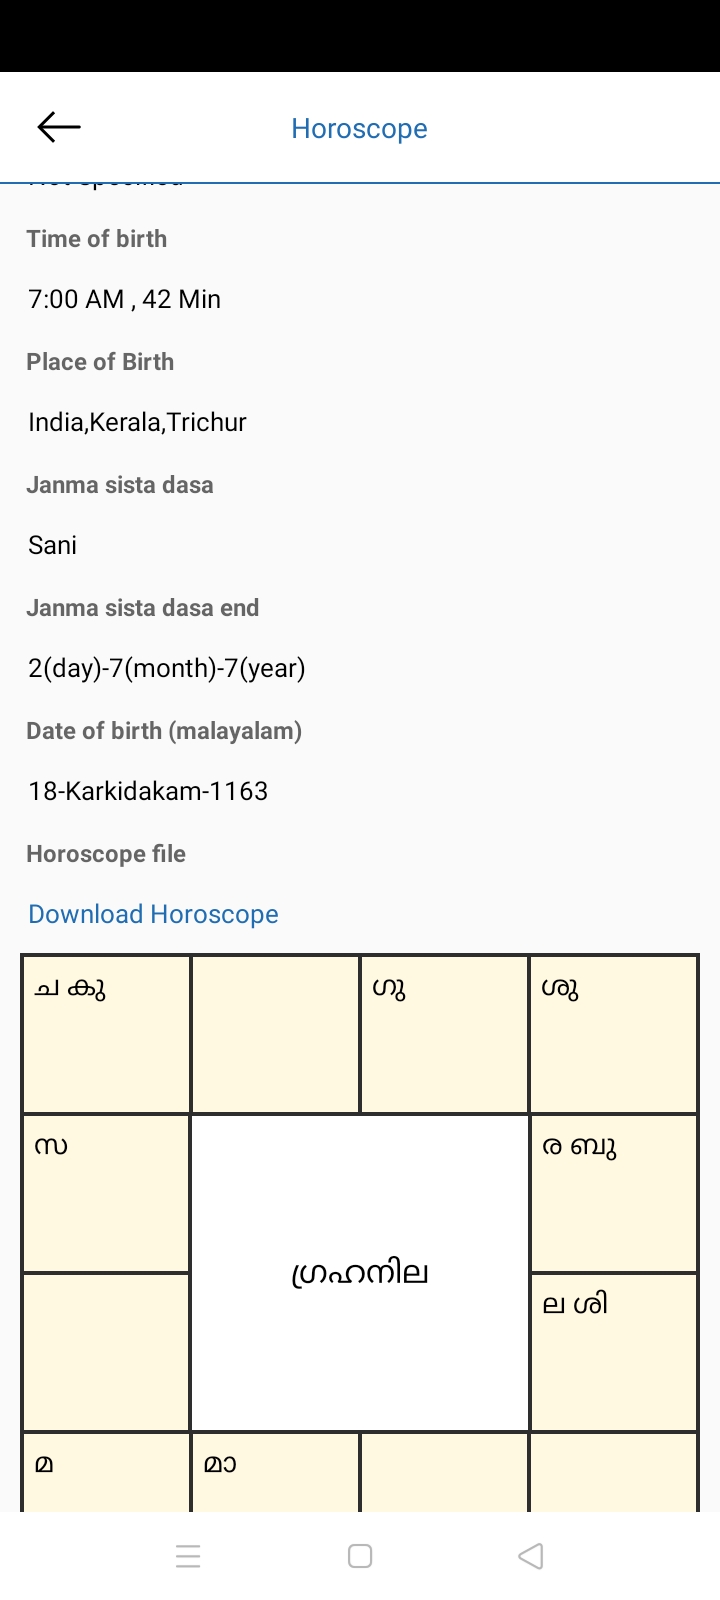 Horoscope
Time of birth
7:00 AM , 42 Min
Place of Birth
India,Kerala,Trichur
Janma sista dasa
Sani
Janma sista dasa end
2(day)-7(month)-7(year)
Date of birth (malayalam)
18-Karkidakam-1163
Horoscope file
Download Horoscope
ച കു ഗു ശു
സ ര ബു
ഗ്രഹനില
ല ശി
മ മാ